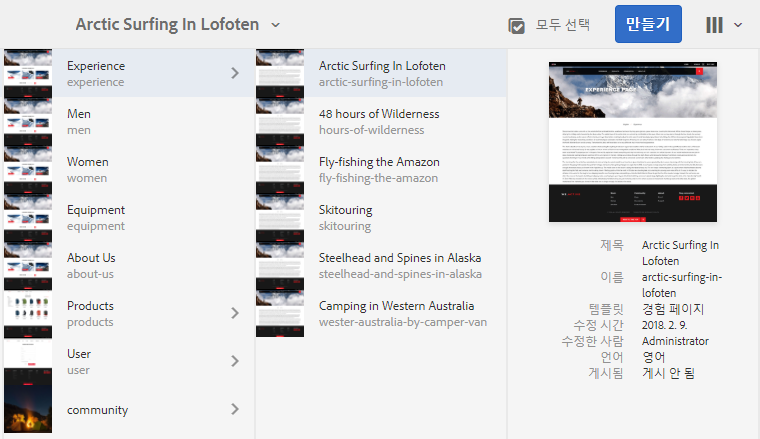 Arctic Surfing In Lofoten
모두 선택
만들기
Experience
experience
Men
men
Women
women
Equipment
equipment
About Us
about-us
Products
products
User
user
community
Arctic Surfing In Lofoten
arctic-surfing-in-lofoten
48 hours of Wilderness
hours-of-wilderness
Fly-fishing the Amazon
fly-fishing-the-amazon
Skitouring
skitouring
Steelhead and Spines in Alaska
steelhead-and-spines-in-alaska
Camping in Western Australia
wester-australia-by-camper-van
EXPERIENCE PAGE
제목 Arctic Surfing In
Lofoten
이름 arctic-surfing-in-
lofoten
템플릿 경험 페이지
수정 시간 2018. 2. 9.
수정한 사람 Administrator
언어 영어
게시됨 게시 안 됨